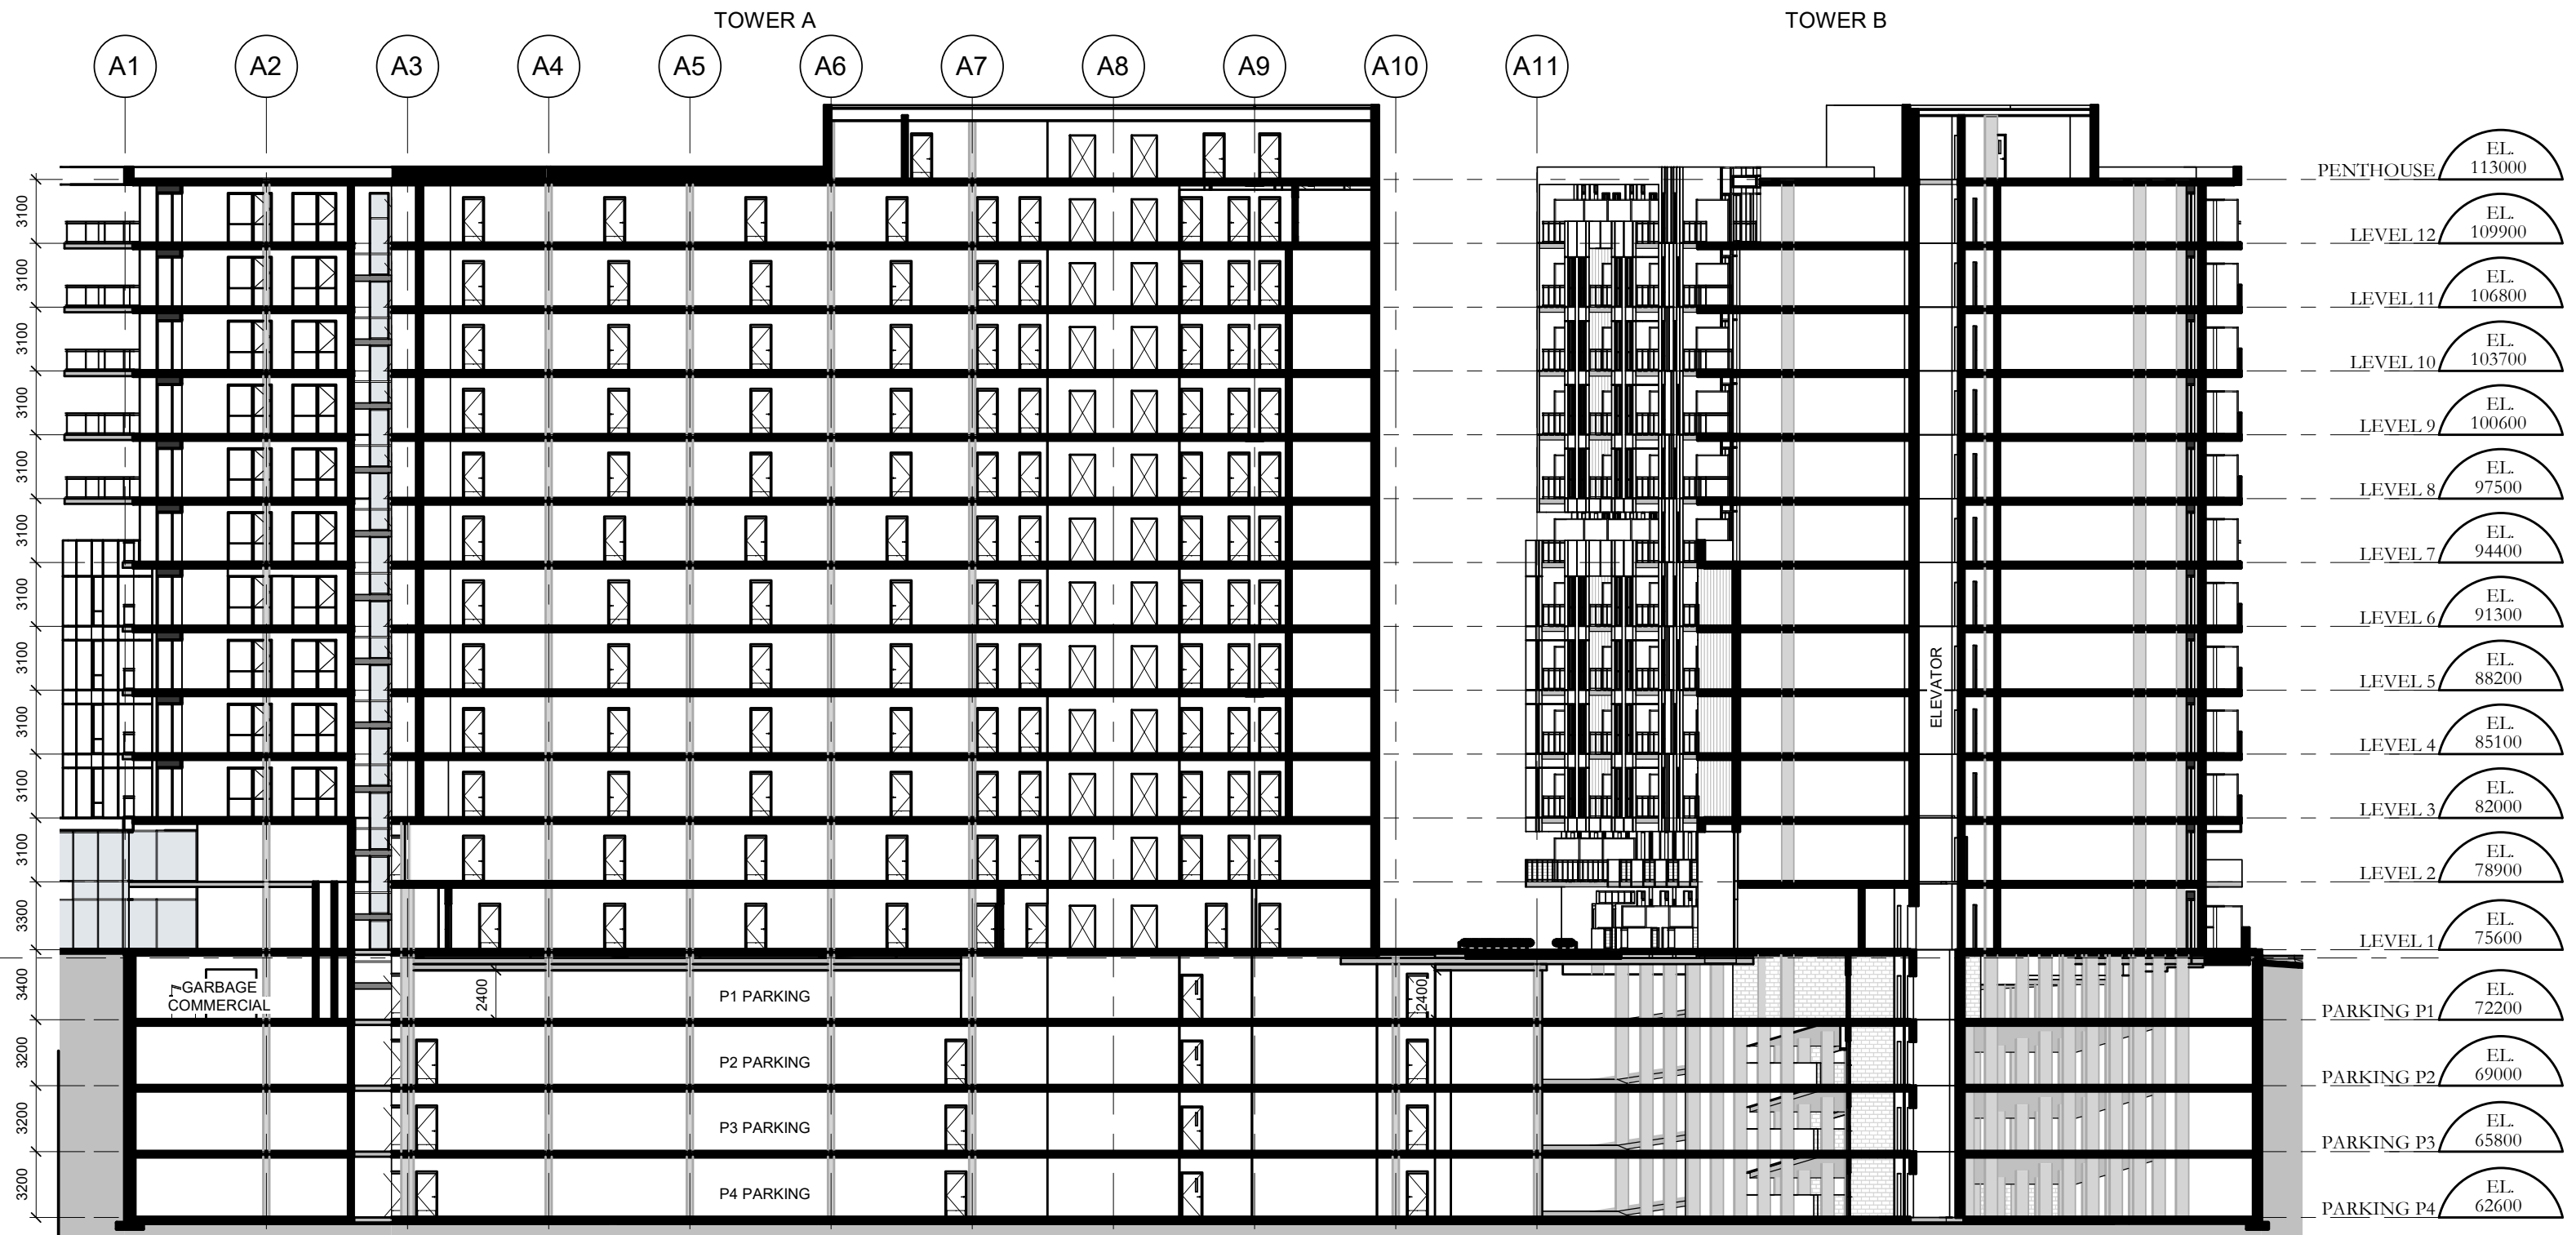 TOWER A
TOWER B
A1
A2
A3
A4
A5
A6
A7
A8
A9
A10
A11
PENTHOUSE
EL.
113000
3100
LEVEL 12
EL.
109900
3100
LEVEL 11
EL.
106800
3100
LEVEL 10
EL.
103700
3100
LEVEL 9
EL.
100600
3100
LEVEL 8
EL.
97500
3100
LEVEL 7
EL.
94400
3100
LEVEL 6
EL.
91300
3100
LEVEL 5
EL.
88200
3100
LEVEL 4
EL.
85100
3100
LEVEL 3
EL.
82000
3100
LEVEL 2
EL.
78900
3300
LEVEL 1
EL.
75600
ELEVATOR
3400
GARBAGE
COMMERCIAL
2400
P1 PARKING
2400
PARKING P1
EL.
72200
3200
P2 PARKING
PARKING P2
EL.
69000
3200
P3 PARKING
PARKING P3
EL.
65800
3200
P4 PARKING
PARKING P4
EL.
62600